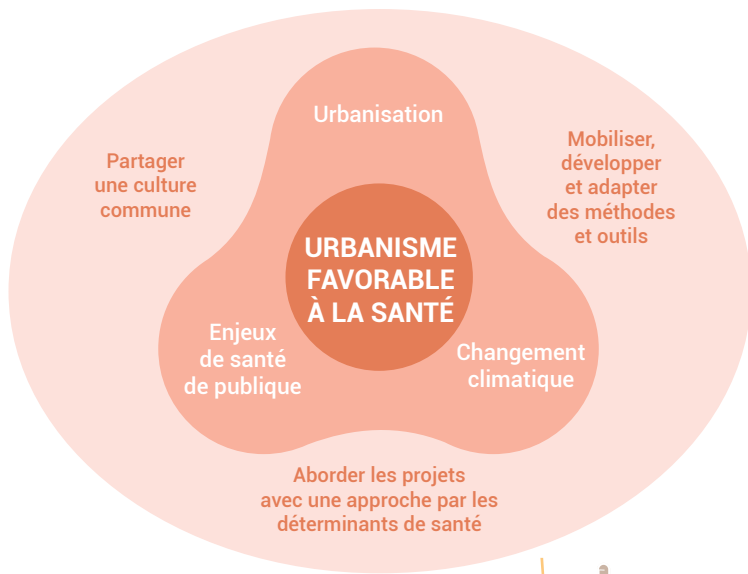 Urbanisation
Partager
une culture
commune
Mobiliser,
développer
et adapter
des méthodes
et outils
URBANISME
FAVORABLE
À LA SANTÉ
Enjeux
de santé
de publique
Changement
climatique
Aborder les projets
avec une approche par les
déterminants de santé